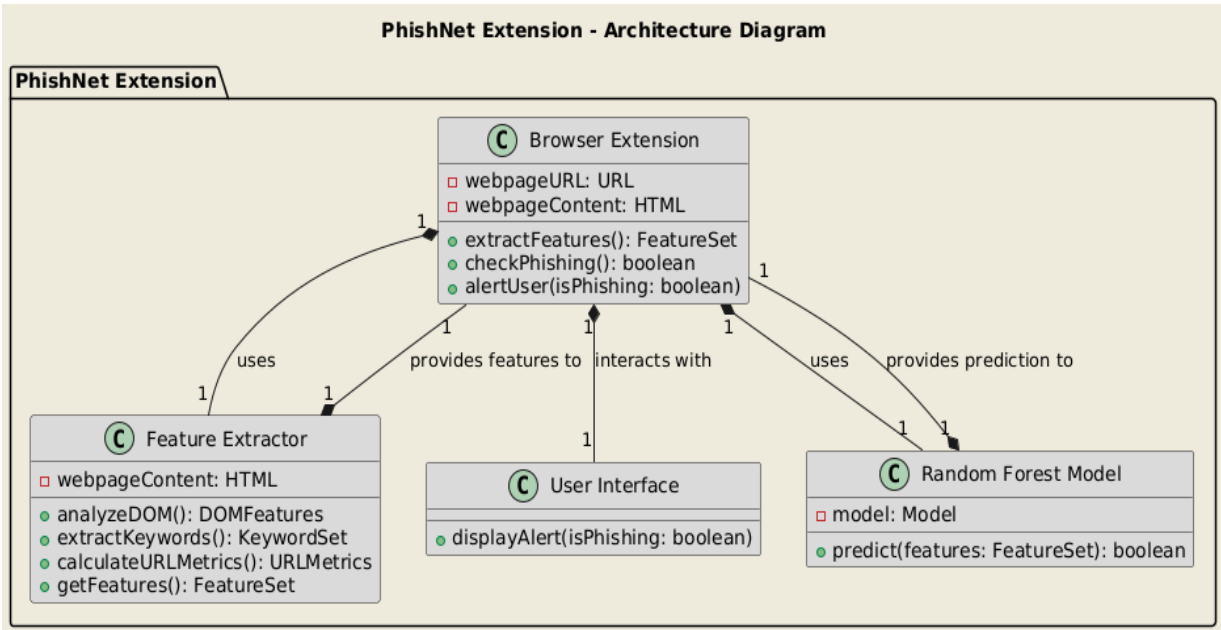 PhishNet Extension - Architecture Diagram
PhishNet Extension
C Browser Extension
webpageURL: URL
webpageContent: HTML
extractFeatures(): FeatureSet
checkPhishing(): boolean
alertUser(isPhishing: boolean)
1
1
1
1
1
uses
provides features to
interacts with
uses
provides prediction to
1
1
1
1
1
C Feature Extractor
webpageContent: HTML
analyzeDOM(): DOMFeatures
extractKeywords(): KeywordSet
calculateURLMetrics(): URLMetrics
getFeatures(): FeatureSet
C User Interface
displayAlert(isPhishing: boolean)
C Random Forest Model
model: Model
predict(features: FeatureSet): boolean